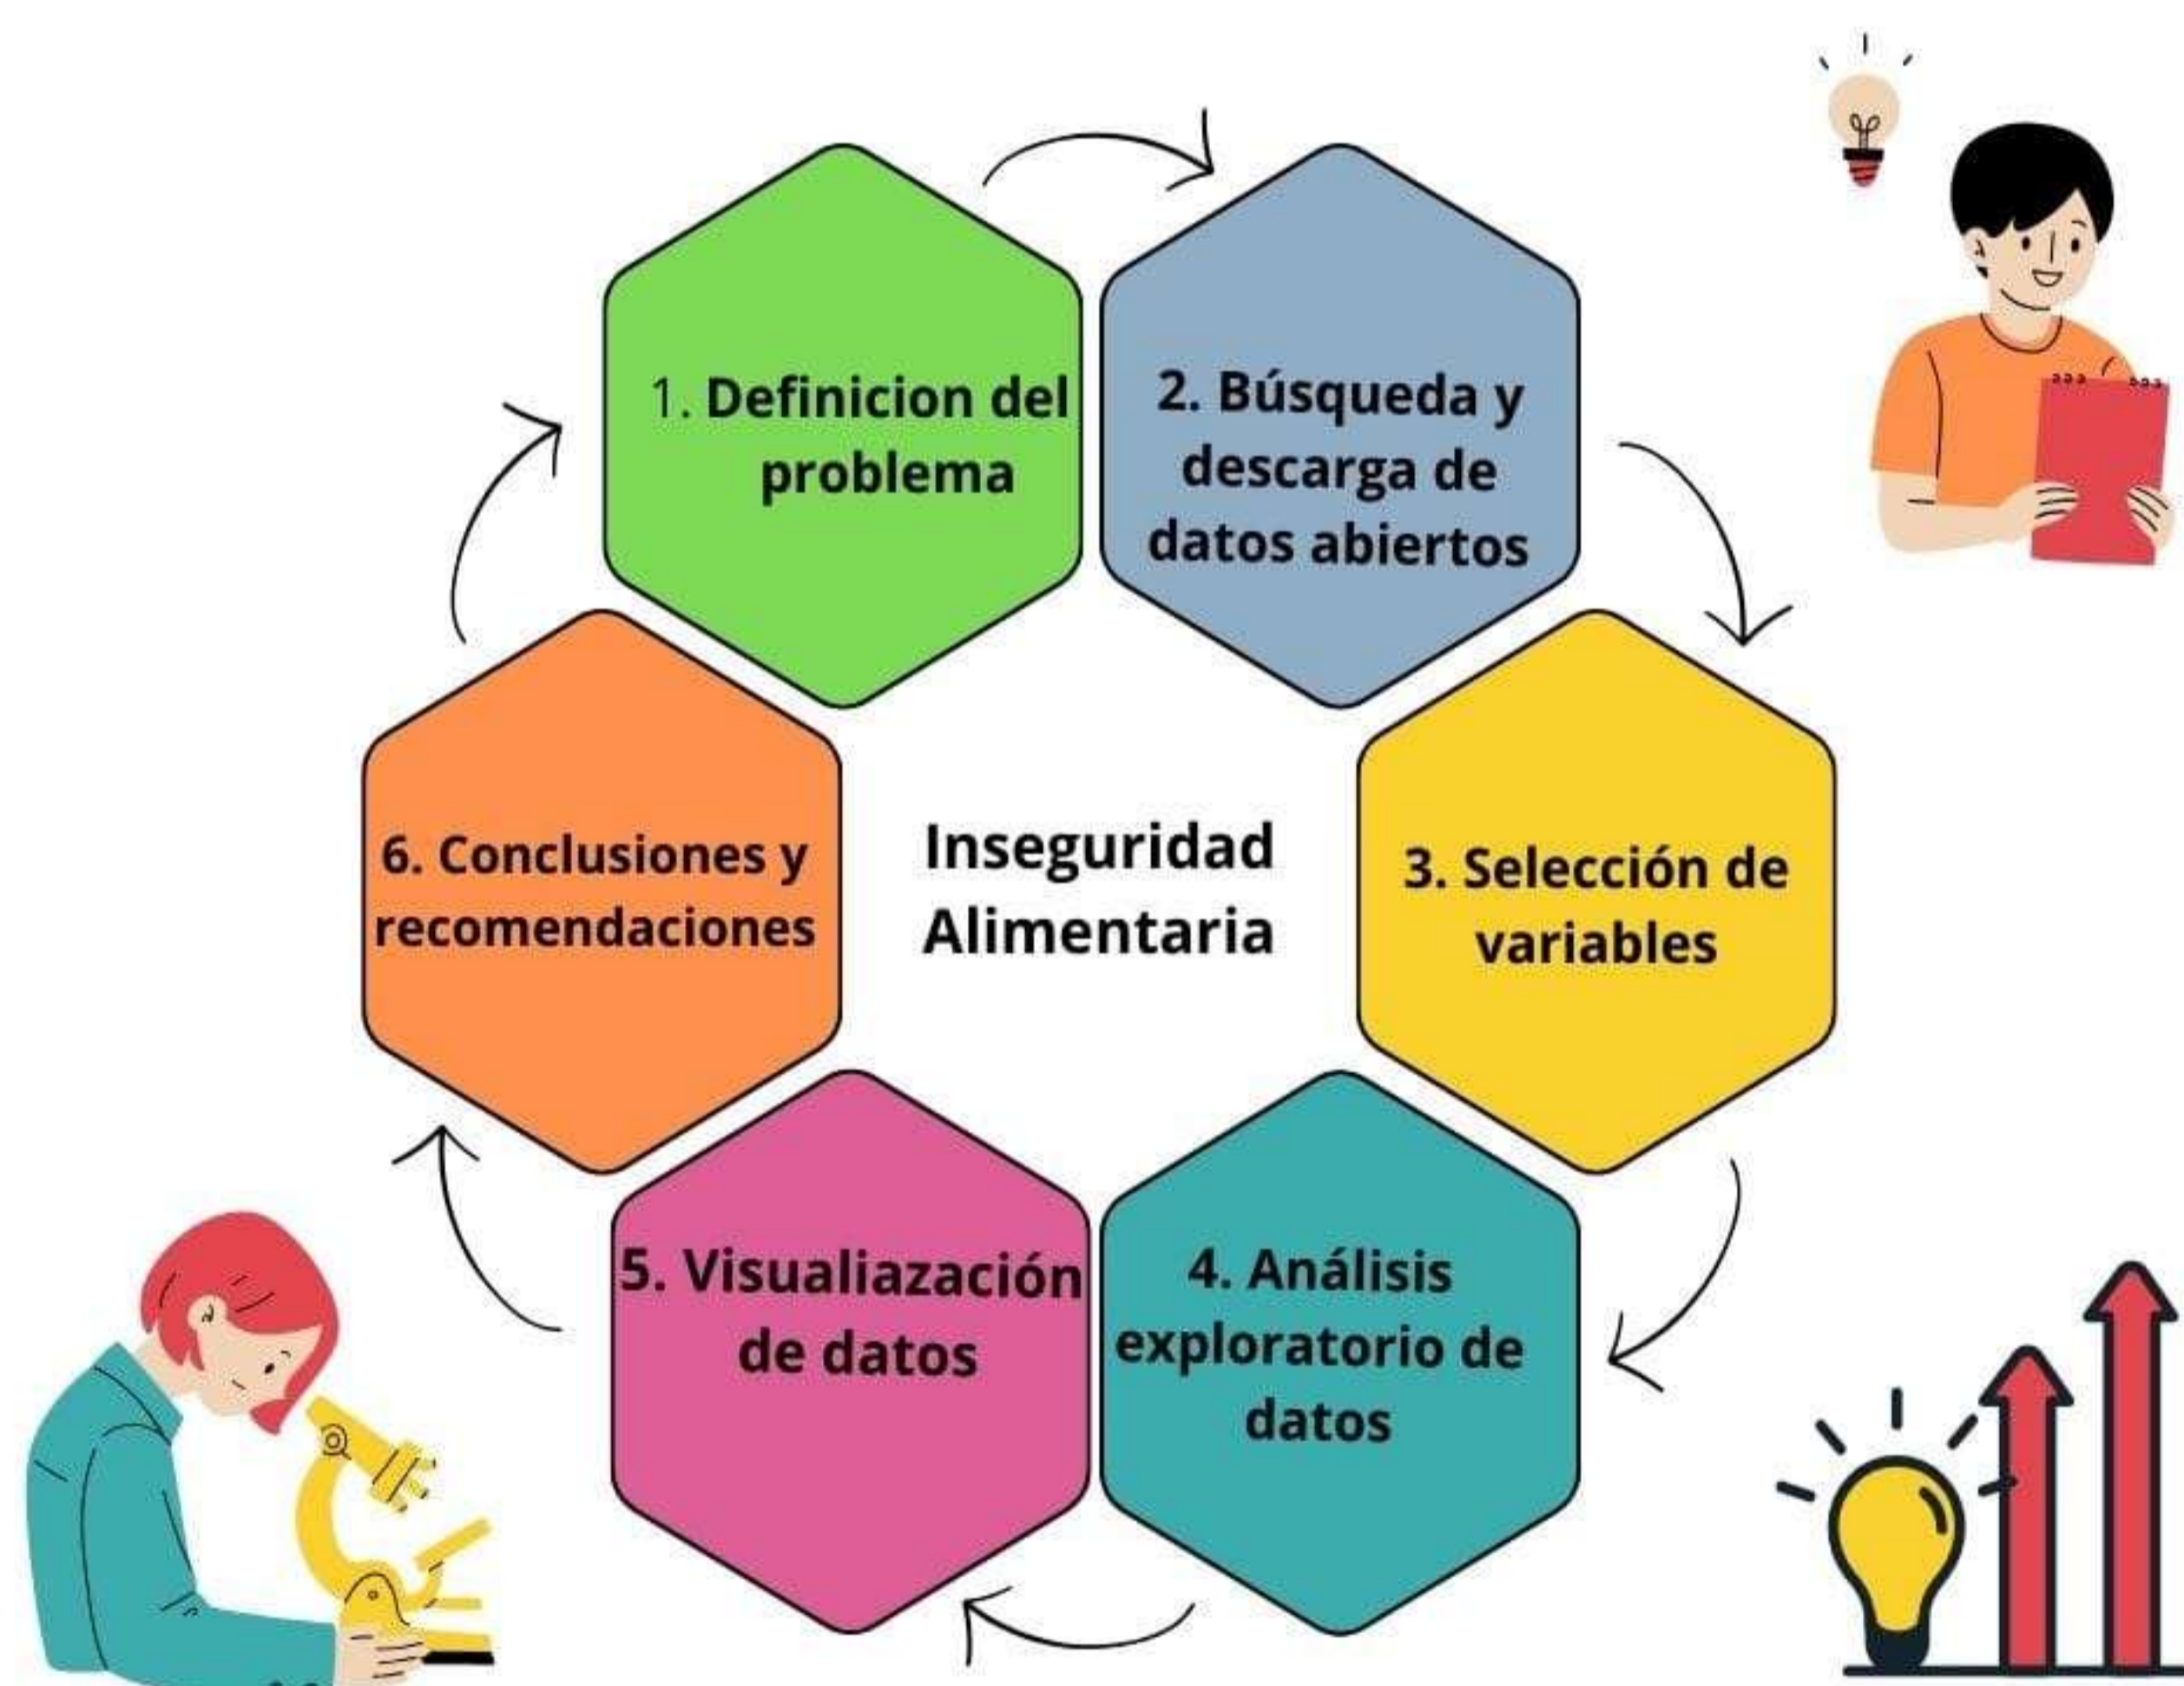 1. Definicion del
problema
2. Búsqueda y
descarga de
datos abiertos
3. Selección de
variables
4. Análisis
exploratorio de
datos
5. Visualiazación
de datos
6. Conclusiones y
recomendaciones
Inseguridad
Alimentaria